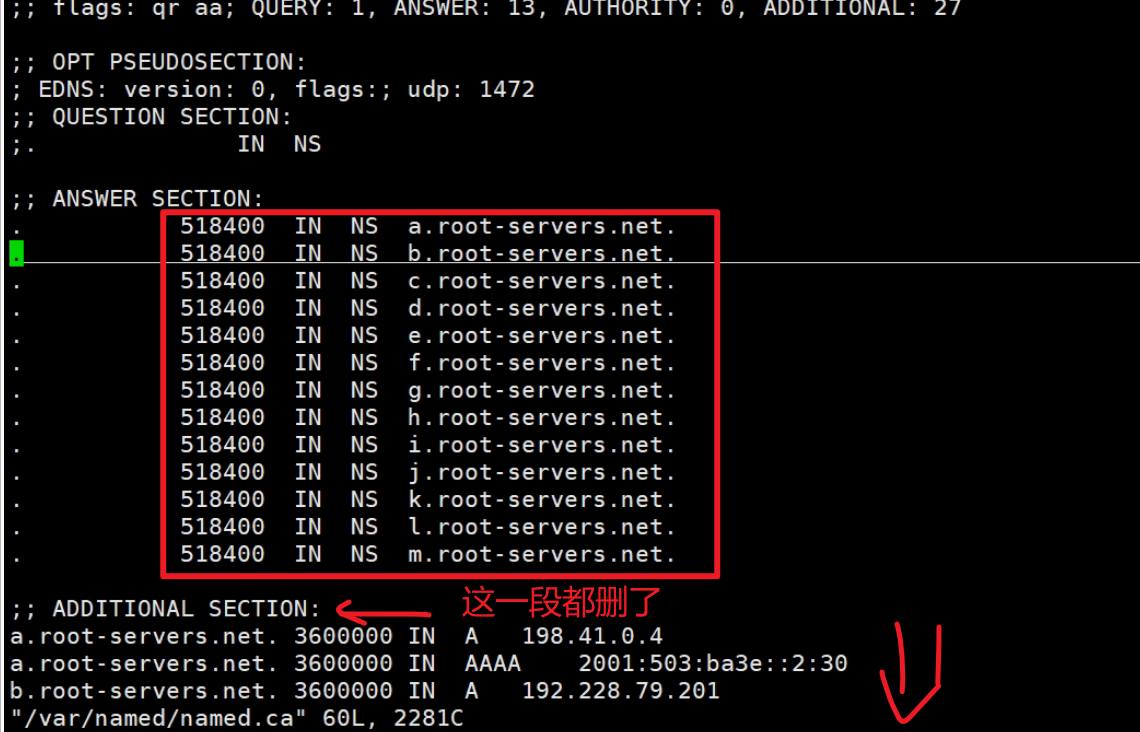 ;; flags: qr aa; QUERY: 1, ANSWER: 13, AUTHORITY: 0, ADDITIONAL: 27
;; OPT PSEUDOSECTION:
; EDNS: version: 0, flags:; udp: 1472
;; QUESTION SECTION:
;. IN NS
;; ANSWER SECTION:
. 518400 IN NS a.root-servers.net.
. 518400 IN NS b.root-servers.net.
. 518400 IN NS c.root-servers.net.
. 518400 IN NS d.root-servers.net.
. 518400 IN NS e.root-servers.net.
. 518400 IN NS f.root-servers.net.
. 518400 IN NS g.root-servers.net.
. 518400 IN NS h.root-servers.net.
. 518400 IN NS i.root-servers.net.
. 518400 IN NS j.root-servers.net.
. 518400 IN NS k.root-servers.net.
. 518400 IN NS l.root-servers.net.
. 518400 IN NS m.root-servers.net.
;; ADDITIONAL SECTION: 这一段都删了
a.root-servers.net. 3600000 IN A 198.41.0.4
a.root-servers.net. 3600000 IN AAAA 2001:503:ba3e::2:30
b.root-servers.net. 3600000 IN A 192.228.79.201
"/var/named/named.ca" 60L, 2281C